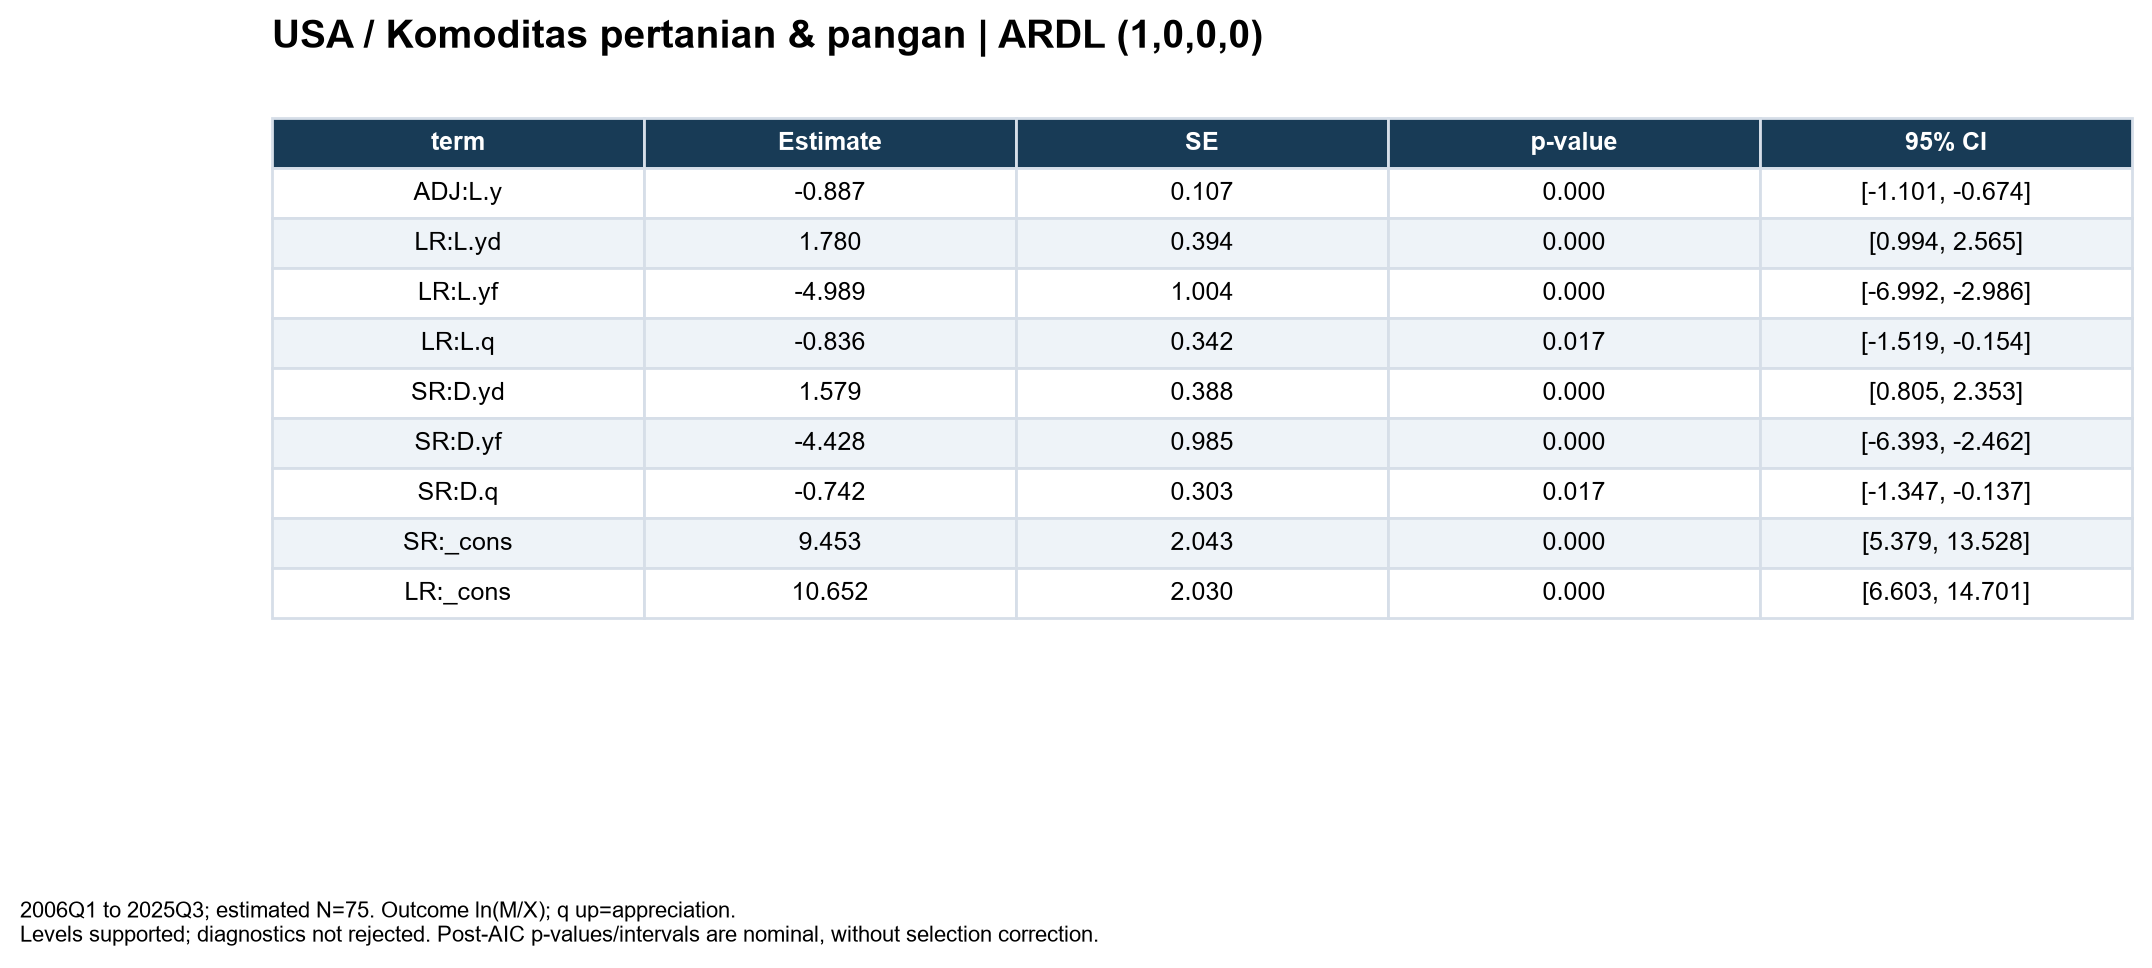 USA / Komoditas pertanian & pangan | ARDL (1,0,0,0)
term Estimate SE p-value 95% CI
ADJ:L.y -0.887 0.107 0.000 [-1.101, -0.674]
LR:L.yd 1.780 0.394 0.000 [0.994, 2.565]
LR:L.yf -4.989 1.004 0.000 [-6.992, -2.986]
LR:L.q -0.836 0.342 0.017 [-1.519, -0.154]
SR:D.yd 1.579 0.388 0.000 [0.805, 2.353]
SR:D.yf -4.428 0.985 0.000 [-6.393, -2.462]
SR:D.q -0.742 0.303 0.017 [-1.347, -0.137]
SR:_cons 9.453 2.043 0.000 [5.379, 13.528]
LR:_cons 10.652 2.030 0.000 [6.603, 14.701]
2006Q1 to 2025Q3; estimated N=75. Outcome ln(M/X); q up=appreciation.
Levels supported; diagnostics not rejected. Post-AIC p-values/intervals are nominal, without selection correction.